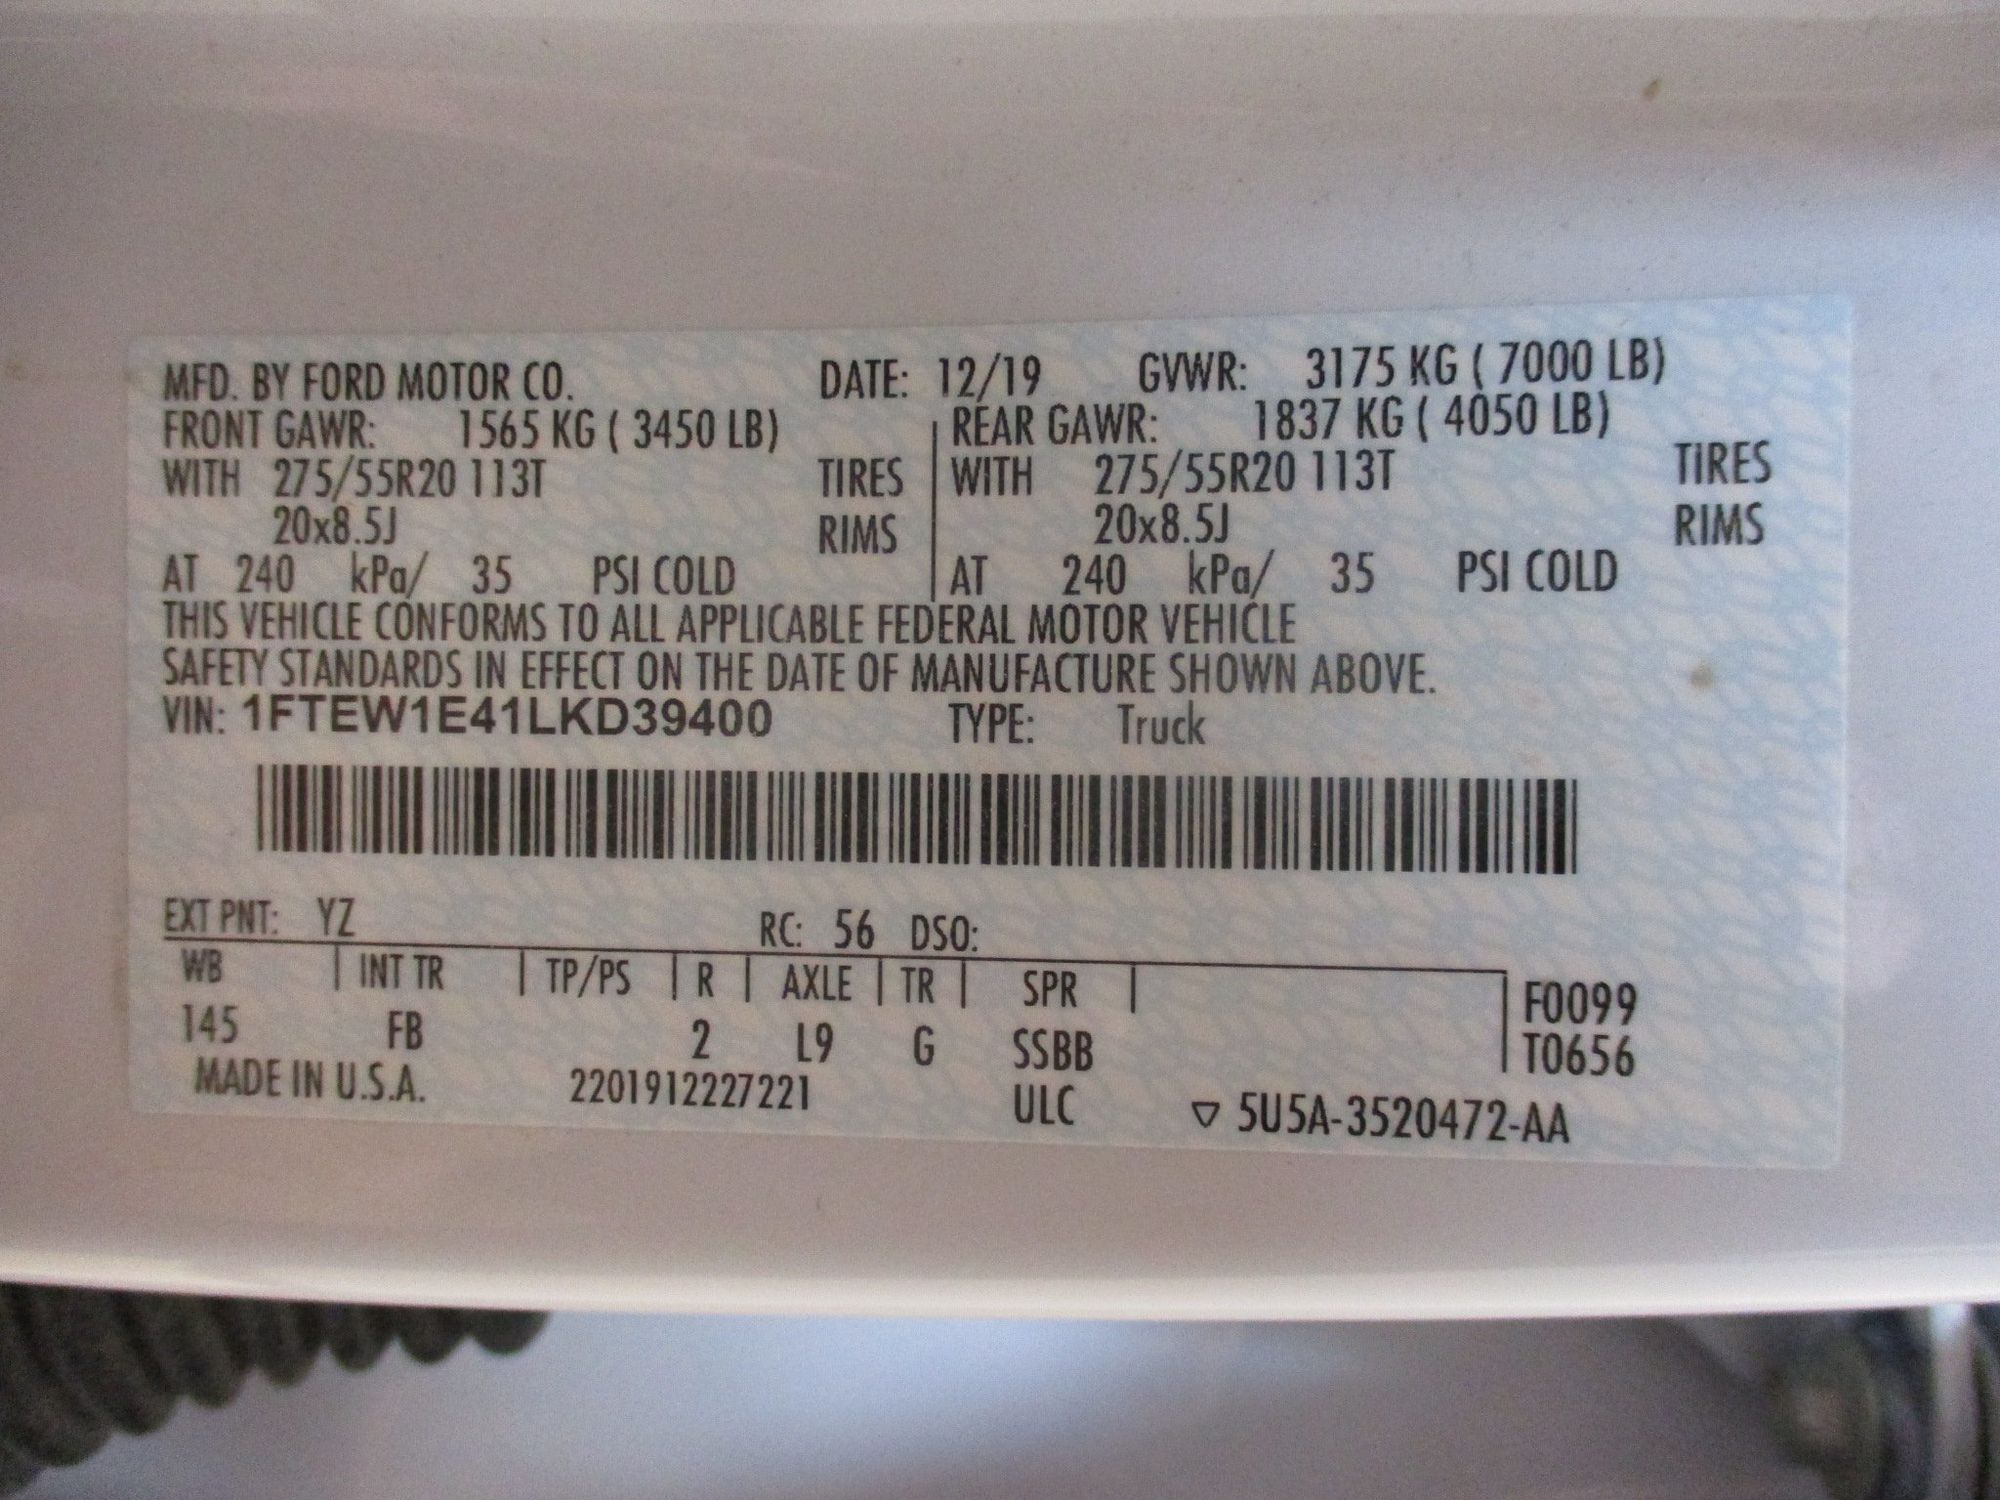 MFD. BY FORD MOTOR CO. DATE: 12/19 GVWR: 3175 KG ( 7000 LB)
FRONT GAWR: 1565 KG ( 3450 LB) REAR GAWR: 1837 KG ( 4050 LB)
WITH 275/55R20 113T TIRES WITH 275/55R20 113T TIRES
20x8.5J RIMS 20x8.5J RIMS
AT 240 kPa/ 35 PSI COLD AT 240 kPa/ 35 PSI COLD
THIS VEHICLE CONFORMS TO ALL APPLICABLE FEDERAL MOTOR VEHICLE
SAFETY STANDARDS IN EFFECT ON THE DATE OF MANUFACTURE SHOWN ABOVE.
VIN: 1FTEW1E41LKD39400 TYPE: Truck
EXT PNT: YZ RC: 56 DSO:
WB INT TR TP/PS R AXLE TR SPR F0099
145 FB 2 L9 G SSBB T0656
MADE IN U.S.A. 2201912227221 ULC ▽ 5U5A-3520472-AA